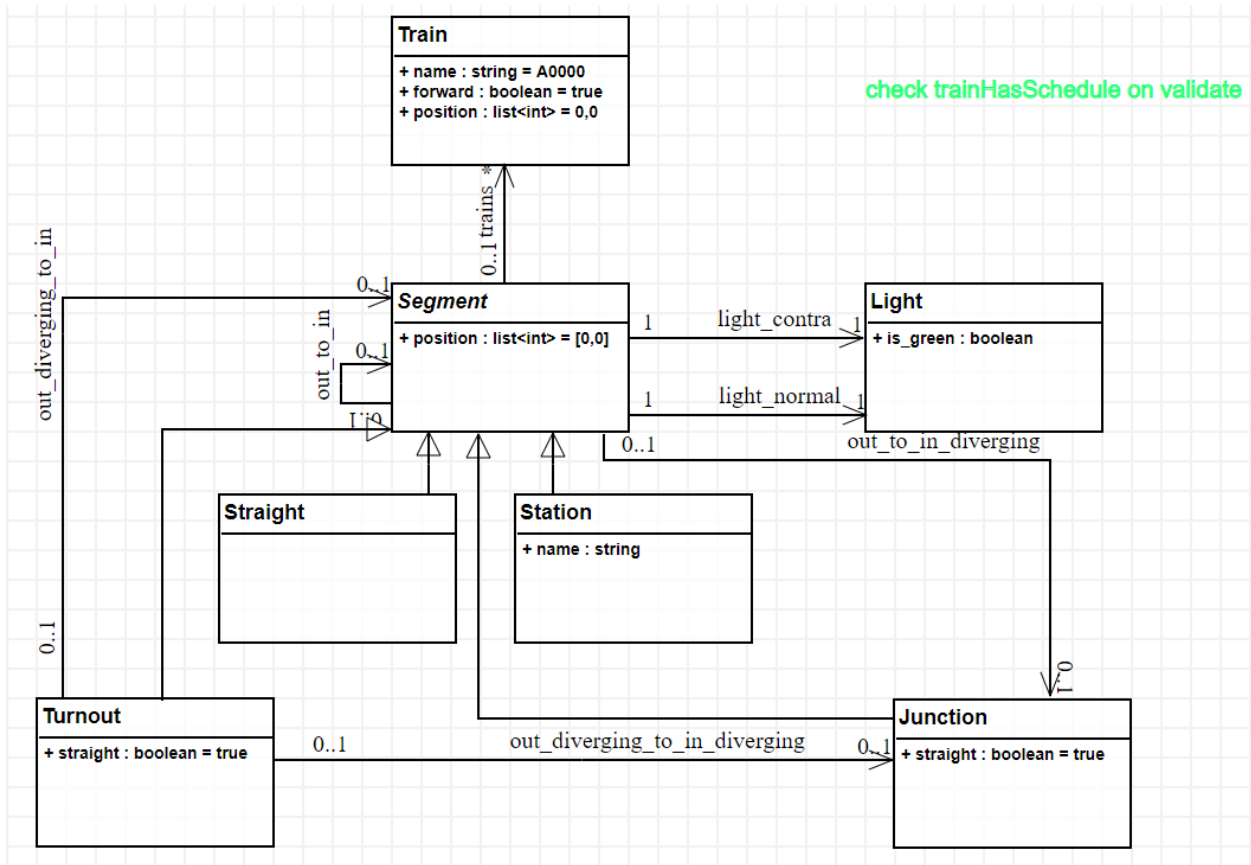 Train
+ name : string = A0000
+ forward : boolean = true
+ position : list<int> = 0,0
check trainHasSchedule on validate
0..1 trains *
out_diverging_to_in
0..1
Segment
+ position : list<int> = [0,0]
out_to_in
0..1
0..1
1 light_contra 1
1 light_normal 1
Light
+ is_green : boolean
0..1 out_to_in_diverging
0..1
Straight
Station
+ name : string
0..1
Turnout
+ straight : boolean = true
0..1 out_diverging_to_in_diverging 0..1
Junction
+ straight : boolean = true